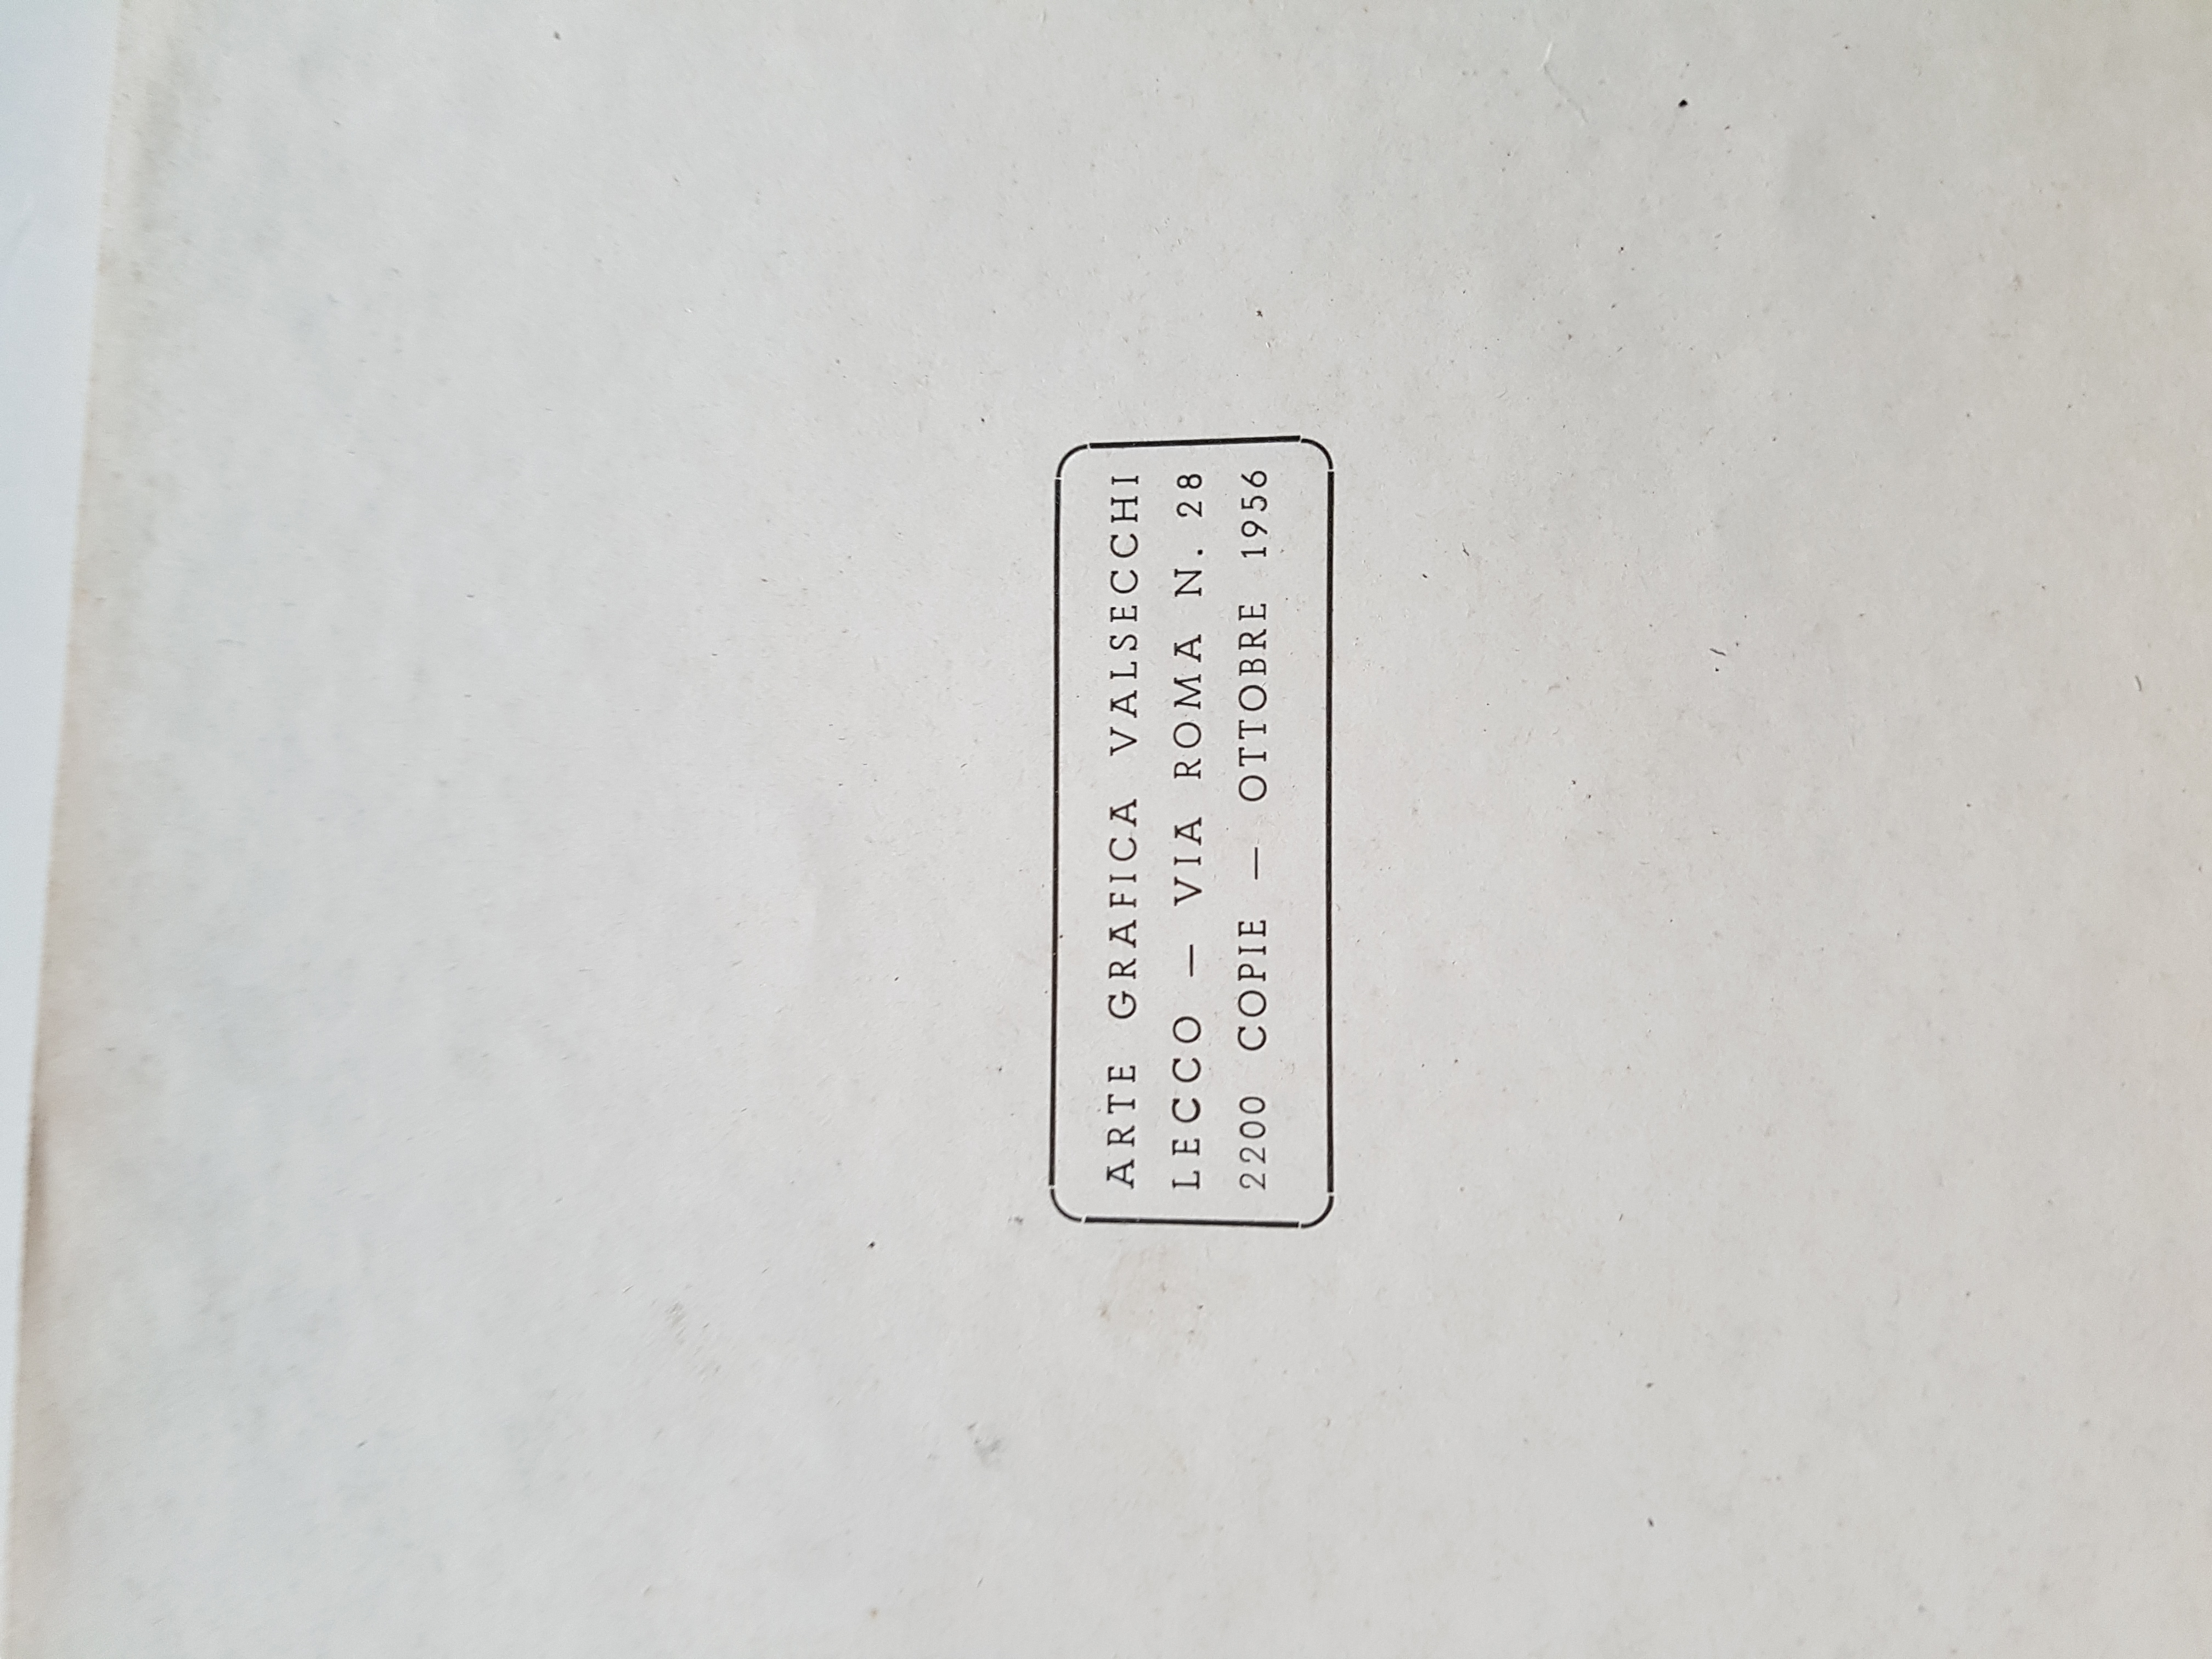 ARTE GRAFICA VALSECCHI
LECCO — VIA ROMA N. 28
2200 COPIE — OTTOBRE 1956